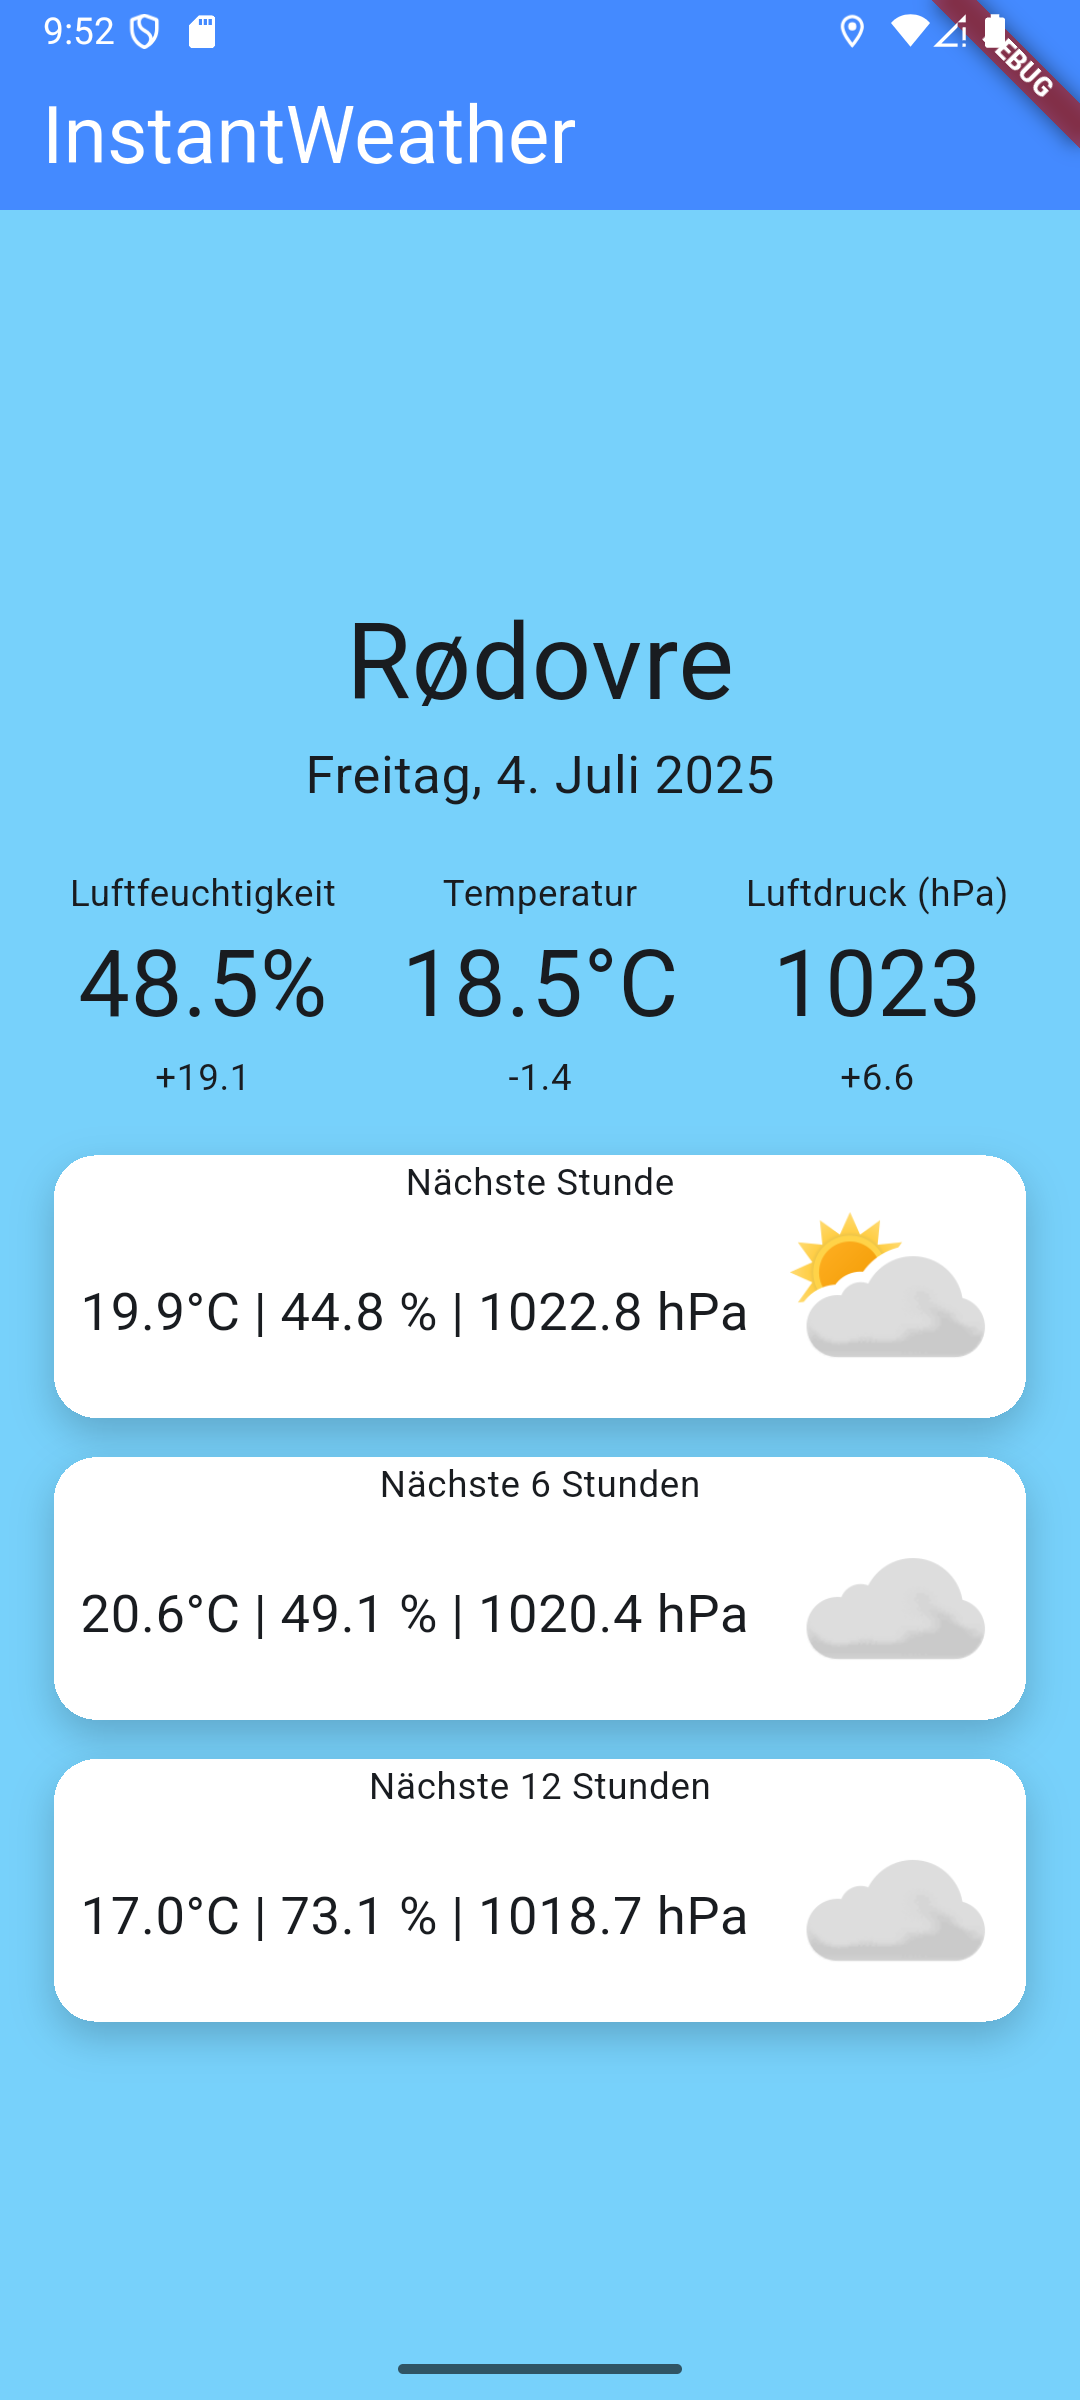 9:52
InstantWeather
Rødovre
Freitag, 4. Juli 2025
Luftfeuchtigkeit Temperatur Luftdruck (hPa)
48.5% 18.5°C 1023
+19.1 -1.4 +6.6
Nächste Stunde
19.9°C | 44.8 % | 1022.8 hPa
Nächste 6 Stunden
20.6°C | 49.1 % | 1020.4 hPa
Nächste 12 Stunden
17.0°C | 73.1 % | 1018.7 hPa